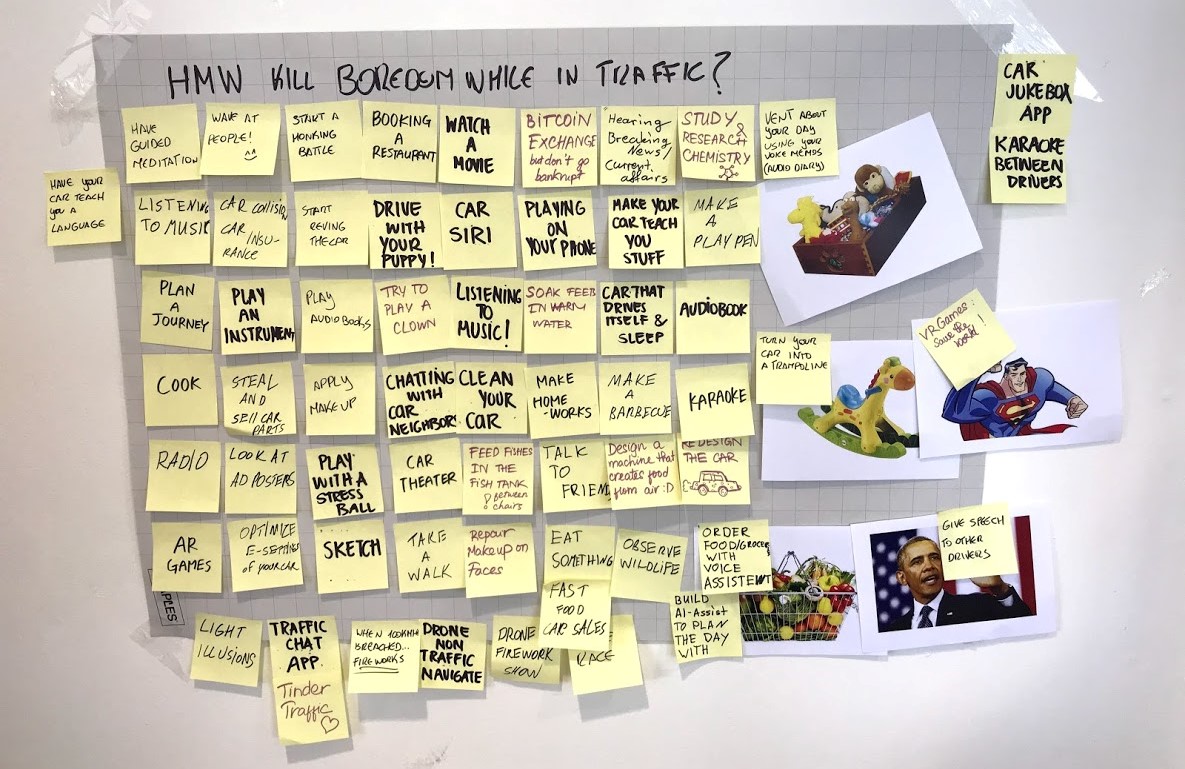 HMW KILL BOREDOM WHILE IN TRAFFIC?
CAR
JUKEBOX
APP
KARAOKE
BETWEEN
DRIVERS
HAVE
GUIDED
MEDITATION
WAVE AT
PEOPLE!
START A
HONKING
BATTLE
BOOKING
A
RESTAURANT
WATCH
A
MOVIE
BITCOIN
EXCHANGE
but don't go
bankrupt
Hearing
Breaking
News/
Current
affairs
STUDY,
RESEARCH
CHEMISTRY
VENT ABOUT
YOUR DAY
USING YOUR
VOICE MEMOS
(AUDIO DIARY)
HAVE YOUR
CAR TEACH
YOU A
LANGUAGE
LISTENING
TO MUSIC
CAR COLLISION
CAR INSU-
RANCE
START
REVING
THE CAR
DRIVE
WITH
YOUR
PUPPY!
CAR
SIRI
PLAYING
ON
YOUR PHONE
MAKE YOUR
CAR TEACH
YOU
STUFF
MAKE
A
PLAY PEN
PLAN
A
JOURNEY
PLAY
AN
INSTRUMENT
PLAY
AUDIOBOOKS
TRY TO
PLAY A
CLOWN
LISTENING
TO
MUSIC!
SOAK FEET
IN WARM
WATER
CAR THAT
DRIVES
ITSELF &
SLEEP
AUDIOBOOK
VR Games:
Save the
World!
TURN YOUR
CAR INTO
A TRAMPOLINE
COOK
STEAL
AND
SELL CAR
PARTS
APPLY
MAKE UP
CHATTING
WITH
CAR
NEIGHBORS
CLEAN
YOUR
CAR
MAKE
HOME
-WORKS
MAKE
A
BARBECUE
KARAOKE
RADIO
LOOK AT
AD POSTERS
PLAY
WITH A
STRESS
BALL
CAR
THEATER
FEED FISHES
IN THE
FISH TANK
Between
chairs
TALK
TO
FRIEND
Design a
machine that
creates food
from air :D
REDESIGN
THE CAR
AR
GAMES
OPTIMIZE
of your car
SKETCH
TAKE
A
WALK
Repair
Makeup on
Faces
EAT
SOMETHING
OBSERVE
WILDLIFE
ORDER
FOOD/GROCER
WITH
VOICE
ASSISTENT
GIVE SPEECH
TO OTHER
DRIVERS
LIGHT
ILLUSIONS
TRAFFIC
CHAT
APP
Tinder
Traffic
WHEN 100KMH
BREACHED...
FIREWORKS
DRONE
NON
TRAFFIC
NAVIGATE
DRONE
FIREWORK
SHOW
FAST
FOOD
CAR SALES
RACE
BUILD
AI-Assist
TO PLAN
THE DAY
WITH